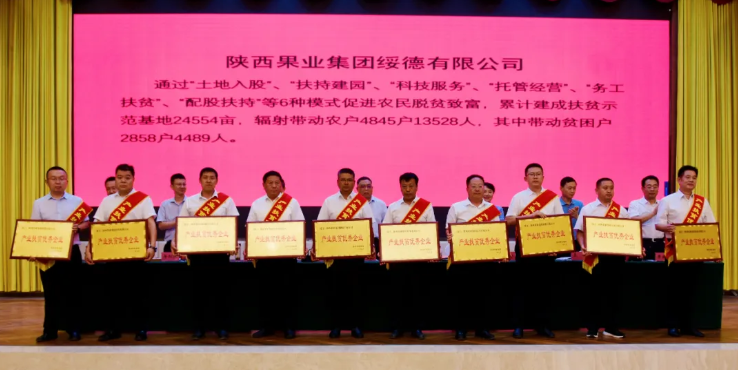 陕西果业集团绥德有限公司
通过“土地入股”、“扶持建园”、“科技服务”、“托管经营”、“务工
扶贫”、“配股扶持”等6种模式促进农民脱贫致富，累计建成扶贫示
范基地24554亩，辐射带动农户4845户13528人，其中带动贫困户
2858户4489人。
产业扶贫优秀企业
产业扶贫优秀企业
产业扶贫优秀企业
产业扶贫优秀企业
产业扶贫优秀企业
产业扶贫优秀企业
产业扶贫优秀企业
产业扶贫优秀企业
产业扶贫优秀企业
产业扶贫优秀企业